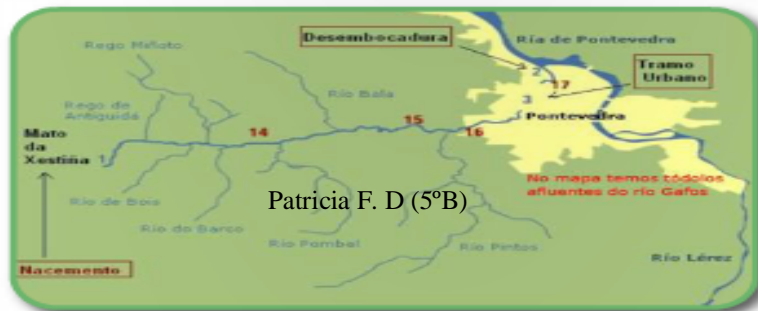 Desembocadura
Ría de Pontevedra
Rego Miñoto
2
Tramo
Urbano
17
Río Bala
3
Rego de
Antiguidá
Mato
da
Xestiña
1
14
15
16
Pontevedra
No mapa temos tódolos
afluentes do río Gafos
Patricia F. D (5ºB)
Río de Bois
Río do Barco
Río Pombal
Río Pintos
Río Lérez
Nacemento